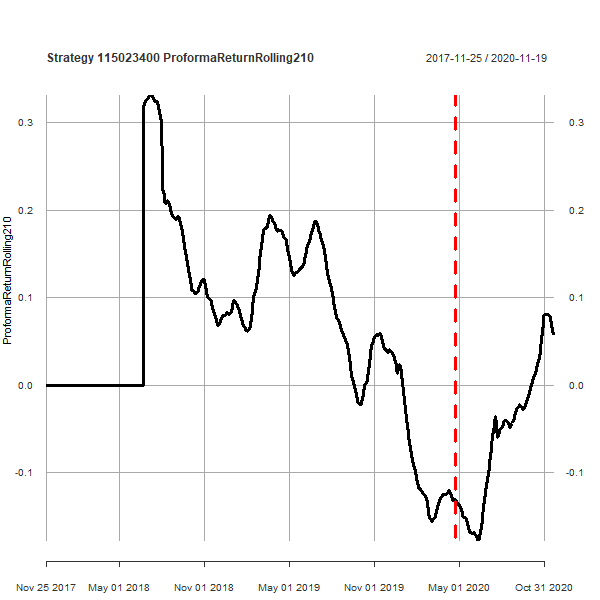 Strategy 115023400 ProformaReturnRolling210
2017-11-25 / 2020-11-19
ProformaReturnRolling210
0.3
0.2
0.1
0.0
-0.1
0.3
0.2
0.1
0.0
-0.1
Nov 25 2017
May 01 2018
Nov 01 2018
May 01 2019
Nov 01 2019
May 01 2020
Oct 31 2020